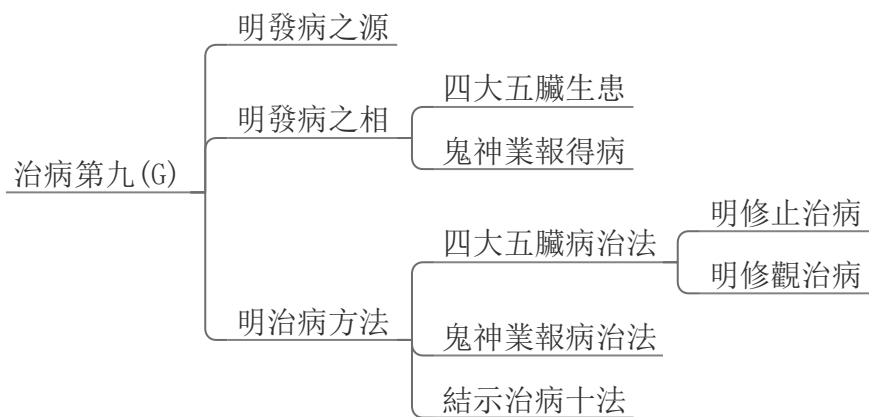 治病第九(G)
明發病之源
明發病之相
四大五臟生患
鬼神業報得病
明治病方法
四大五臟病治法
明修止治病
明修觀治病
鬼神業報病治法
結示治病十法